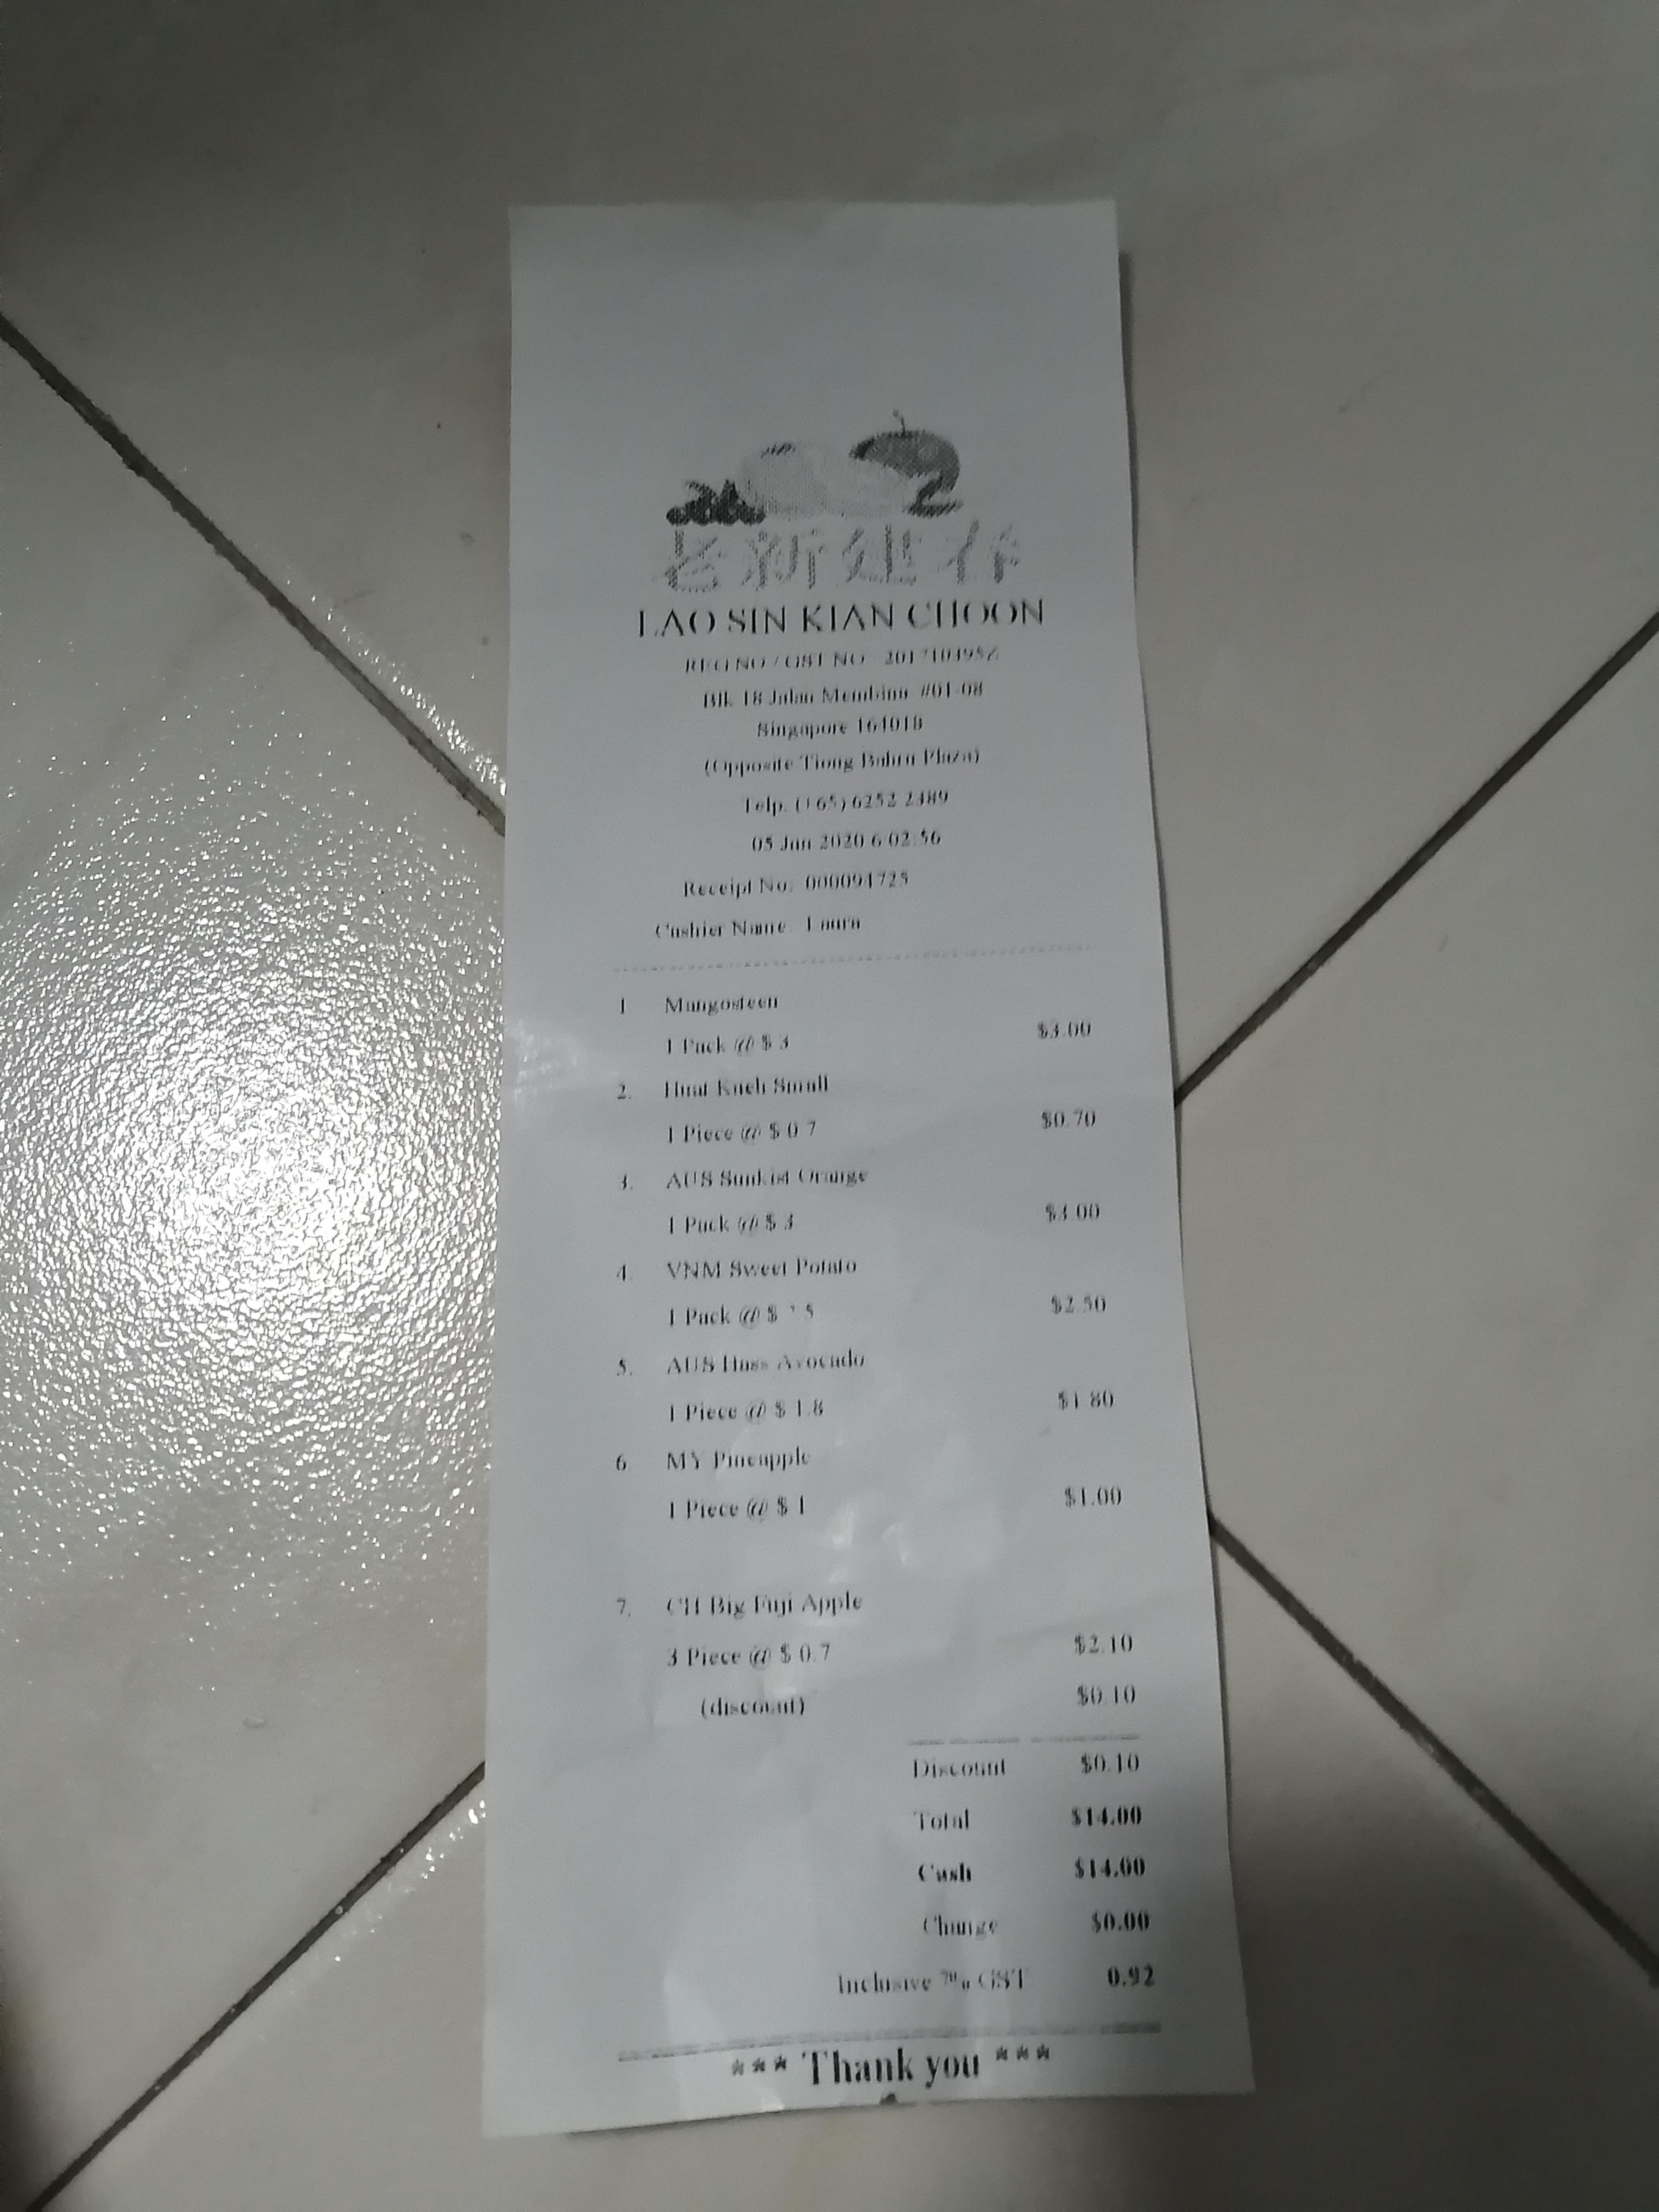 老新建春
LAO SIN KIAN CHOON
REG NO / GST NO : 201710395Z
Blk 18 Jalan Membina #01-08
Singapore 164018
(Opposite Tiong Bahru Plaza)
Telp. (+65) 6252 2389
05 Jan 2020 6:02:56
Receipt No. 000094725
Cashier Name Laura
1 Mangosteen
1 Pack @ $ 3 $3.00
2. Huat Kueh Small
1 Piece @ $ 0.7 $0.70
3. AUS Sunkist Orange
1 Pack @ $ 3 $3.00
4. VNM Sweet Potato
1 Pack @ $ 2.5 $2.50
5. AUS Hass Avocado
1 Piece @ $ 1.8 $1.80
6. MY Pineapple
1 Piece @ $ 1 $1.00
7. CH Big Fuji Apple
3 Piece @ $ 0.7 $2.10
(discount) $0.10
Discount $0.10
Total $14.00
Cash $14.00
Change $0.00
Inclusive 7% GST 0.92
*** Thank you ***